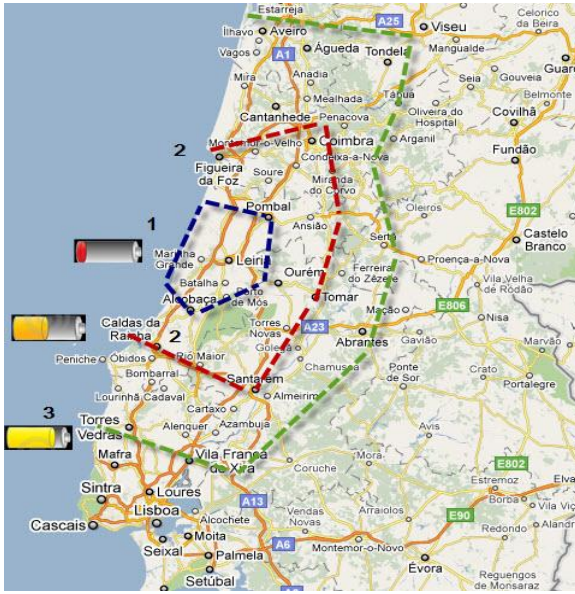 Estarreja
A25
Viseu
Celorico
da Beira
Ílhavo
Aveiro
Vagos
Águeda
Tondela
Mangualde
A1
Guar
Anadia
Seia
Gouveia
Mira
Mealhada
Tábua
Belmonte
Cantanhede
Penacova
Oliveira do
Hospital
Covilhã
2
Montemor-o-Velho
Coimbra
Arganil
Figueira
da Foz
Condeixa-a-Nova
Fundão
Soure
Miranda
do Corvo
1
Pombal
Oleiros
E802
Ansião
Castelo
Branco
Sertã
Marinha
Grande
Leiria
Proença-a-Nova
Batalha
Ourém
Ferreira
do Zêzere
Vila Velha
de Ródão
Alcobaça
Porto
de Mós
Tomar
E806
Mação
Caldas da
Rainha
2
Torres
Novas
A23
Nisa
Peniche
Óbidos
Rio Maior
Golegã
Abrantes
Gavião
Marvão
Bombarral
Chamusca
Crato
Santarém
Ponte
de Sor
Portalegre
Lourinhã
Cadaval
Almeirim
3
Cartaxo
Torres
Vedras
Alenquer
Azambuja
Avis
Mafra
Vila Franca
de Xira
Mora
E802
Coruche
Estremoz
Sintra
Loures
A13
Borba
Vila Viç
Lisboa
Alcochete
Arraiolos
Cascais
Vendas
Novas
E90
Redondo
Alandroal
Seixal
Moita
A6
Montemor-o-Novo
Palmela
Évora
Setúbal
Reguengos
de Monsaraz